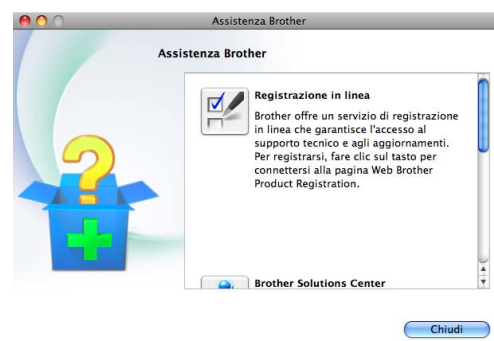 Assistenza Brother
Assistenza Brother
Registrazione in linea
Brother offre un servizio di registrazione
in linea che garantisce l'accesso al
supporto tecnico e agli aggiornamenti.
Per registrarsi, fare clic sul tasto per
connettersi alla pagina Web Brother
Product Registration.
Brother Solutions Center
Chiudi